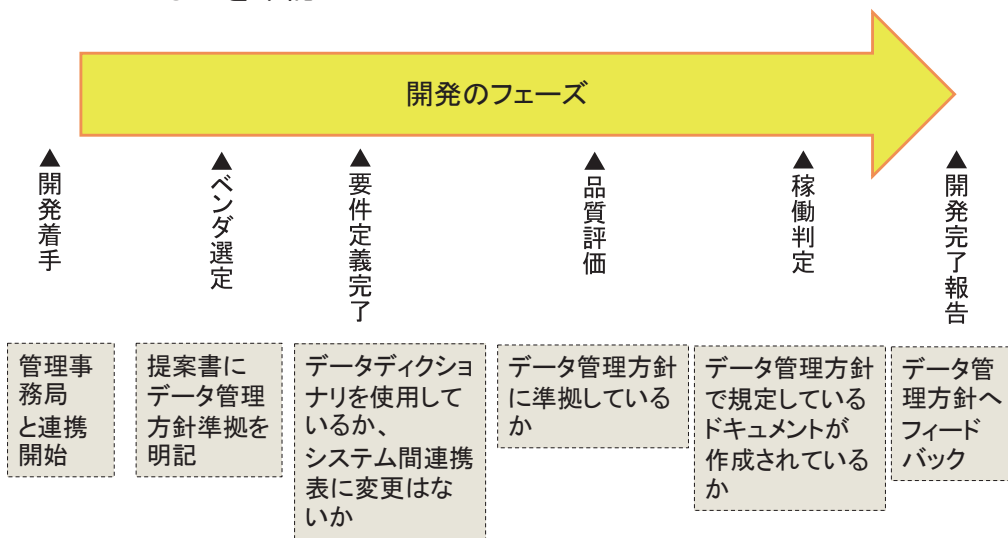 開発のフェーズ
▲開発着手
▲ベンダ選定
▲要件定義完了
▲品質評価
▲稼働判定
▲開発完了報告
管理事
務局
と連携
開始
提案書に
データ管理
方針準拠を
明記
データディクショ
ナリを使用して
いるか、
システム間連携
表に変更はな
いか
データ管理方針
に準拠している
か
データ管理方針
で規定している
ドキュメントが
作成されている
か
データ管
理方針へ
フィード
バック